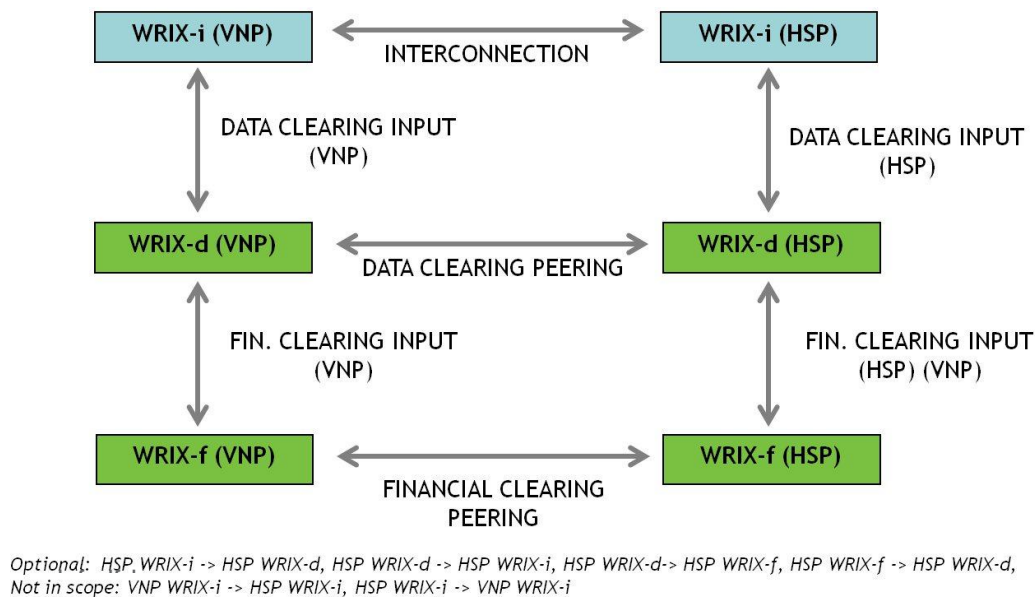 WRIX-i (VNP)
WRIX-i (HSP)
INTERCONNECTION
DATA CLEARING INPUT
(VNP)
DATA CLEARING INPUT
(HSP)
WRIX-d (VNP)
WRIX-d (HSP)
DATA CLEARING PEERING
FIN. CLEARING INPUT
(VNP)
FIN. CLEARING INPUT
(HSP) (VNP)
WRIX-f (VNP)
WRIX-f (HSP)
FINANCIAL CLEARING
PEERING
Optional: HSP WRIX-i -> HSP WRIX-d, HSP WRIX-d -> HSP WRIX-i, HSP WRIX-d-> HSP WRIX-f, HSP WRIX-f -> HSP WRIX-d,
Not in scope: VNP WRIX-i -> HSP WRIX-i, HSP WRIX-i -> VNP WRIX-i